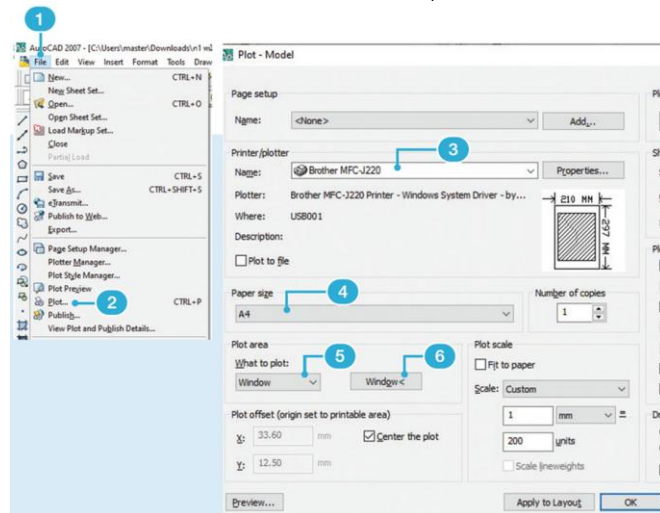 1
AutoCAD 2007 - [C:\Users\master\Downloads\n1 w
File Edit View Insert Format Tools Draw
New... CTRL+N
New Sheet Set...
Open... CTRL+O
Open Sheet Set...
Load Markup Set...
Close
Partial Load
Save CTRL+S
Save As... CTRL+SHIFT+S
eTransmit...
Publish to Web...
Export...
Page Setup Manager...
Plotter Manager...
Plot Style Manager...
Plot Preview
Plot... 2 CTRL+P
Publish...
View Plot and Publish Details...
Plot - Model
Page setup
Name: <None> Add...
Printer/plotter
3
Name: Brother MFC-J220 Properties...
Plotter: Brother MFC-J220 Printer - Windows System Driver - by...
Where: USB001
Description:
Plot to file
210 MM
297 MM
Paper size 4
A4
Number of copies
1
Plot area
What to plot: 5 6
Window Window<
Plot scale
Fit to paper
Scale: Custom
1 mm =
200 units
Scale lineweights
Plot offset (origin set to printable area)
X: 33.60 mm Center the plot
Y: 12.50 mm
Preview... Apply to Layout OK